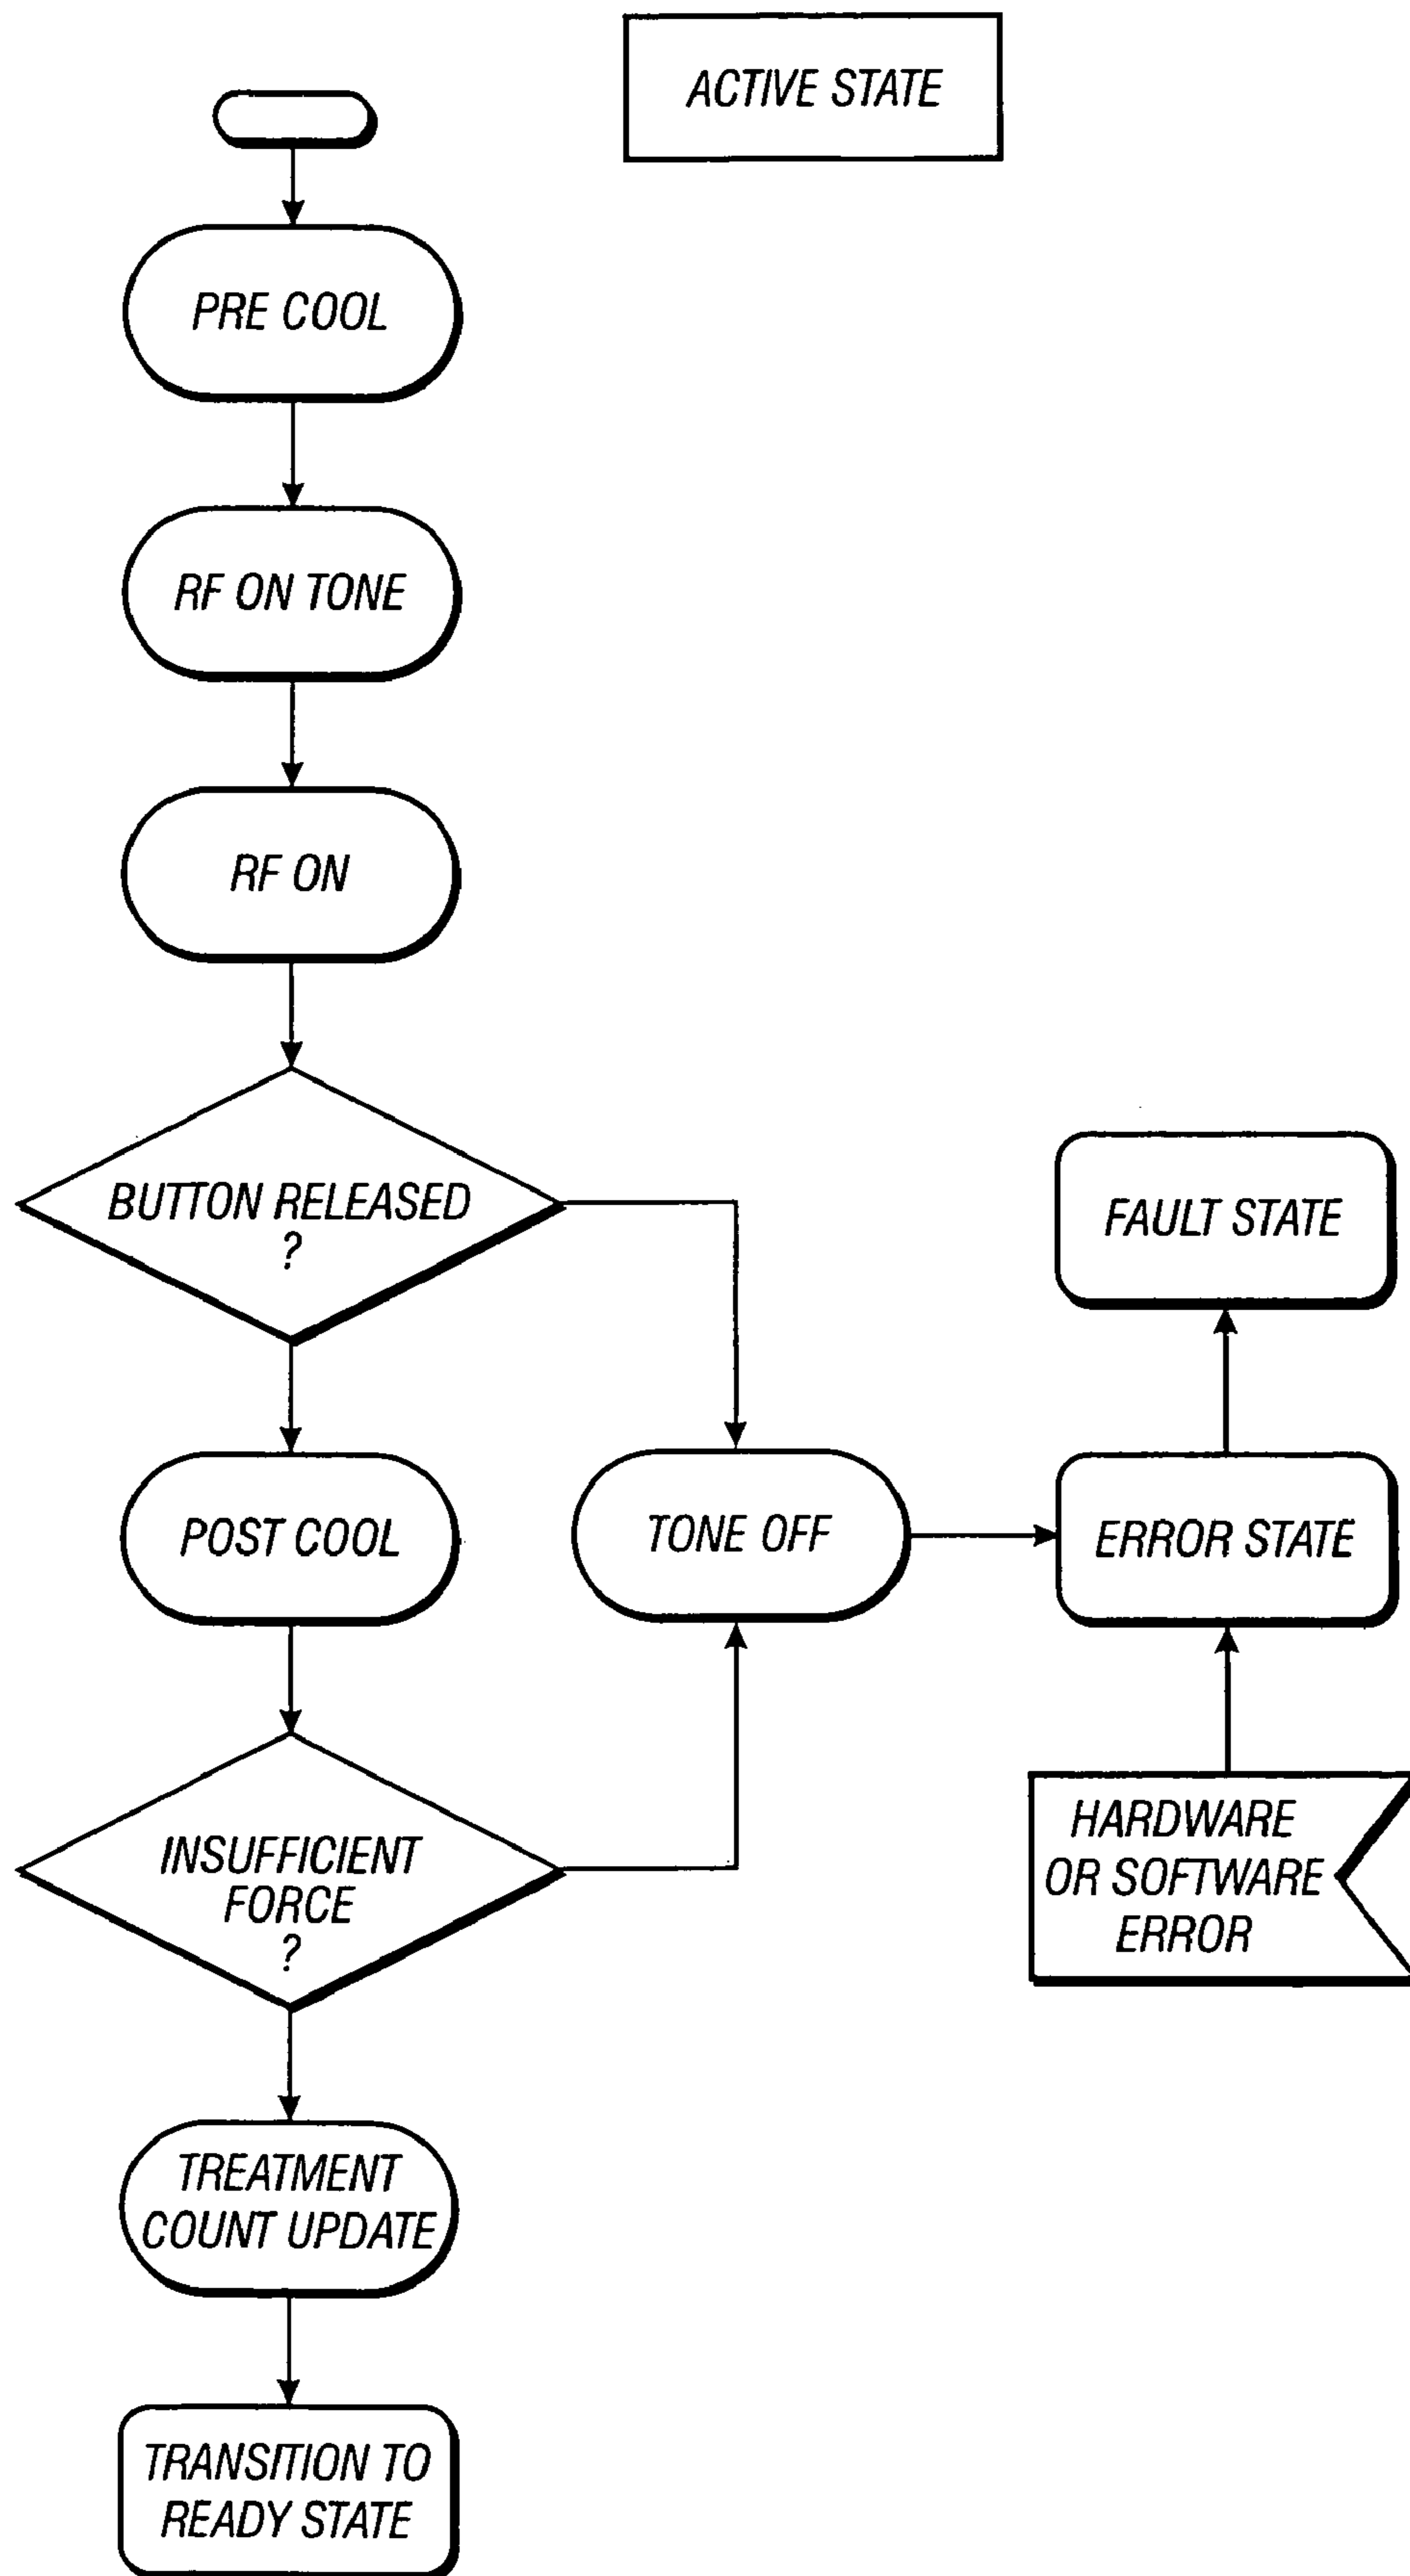 ACTIVE STATE
PRE COOL
RF ON TONE
RF ON
BUTTON RELEASED
?
FAULT STATE
POST COOL
TONE OFF
ERROR STATE
INSUFFICIENT
FORCE
?
HARDWARE
OR SOFTWARE
ERROR
TREATMENT
COUNT UPDATE
TRANSITION TO
READY STATE